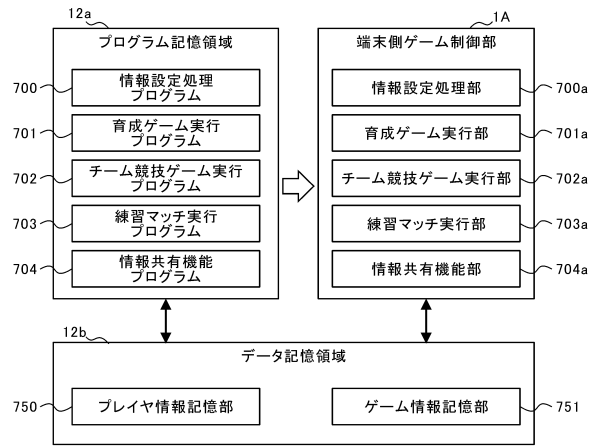 12a
プログラム記憶領域
700
情報設定処理
プログラム
701
育成ゲーム実行
プログラム
702
チーム競技ゲーム実行
プログラム
703
練習マッチ実行
プログラム
704
情報共有機能
プログラム
1A
端末側ゲーム制御部
情報設定処理部
700a
育成ゲーム実行部
701a
チーム競技ゲーム実行部
702a
練習マッチ実行部
703a
情報共有機能部
704a
12b
データ記憶領域
750
プレイヤ情報記憶部
ゲーム情報記憶部
751